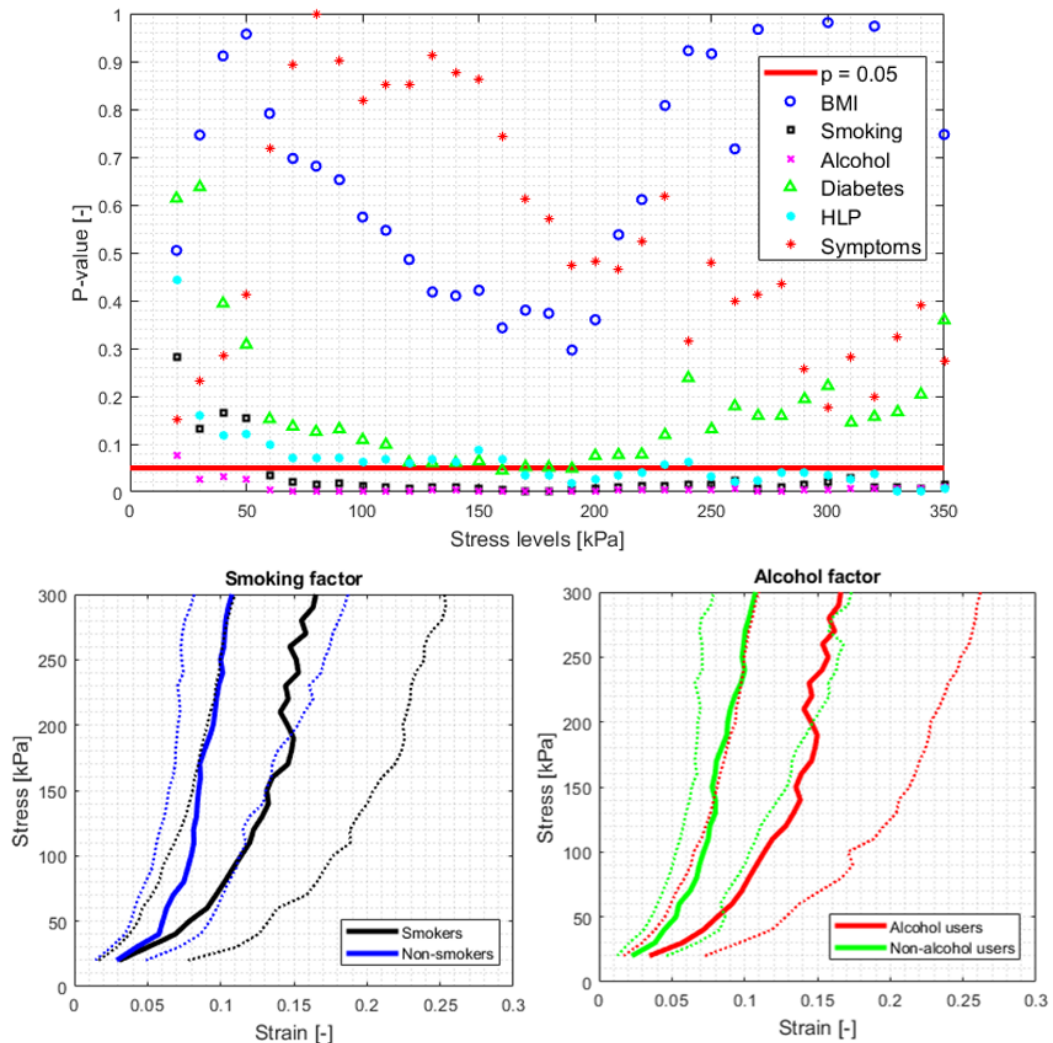 1
0.9
0.8
0.7
0.6
0.5
0.4
0.3
0.2
0.1
0
P-value [-]
0 50 100 150 200 250 300 350
Stress levels [kPa]
p = 0.05
BMI
Smoking
Alcohol
Diabetes
HLP
Symptoms
Smoking factor
300
250
200
150
100
50
0
Stress [kPa]
Smokers
Non-smokers
0 0.05 0.1 0.15 0.2 0.25 0.3
Strain [-]
Alcohol factor
300
250
200
150
100
50
0
Stress [kPa]
Alcohol users
Non-alcohol users
0 0.05 0.1 0.15 0.2 0.25 0.3
Strain [-]